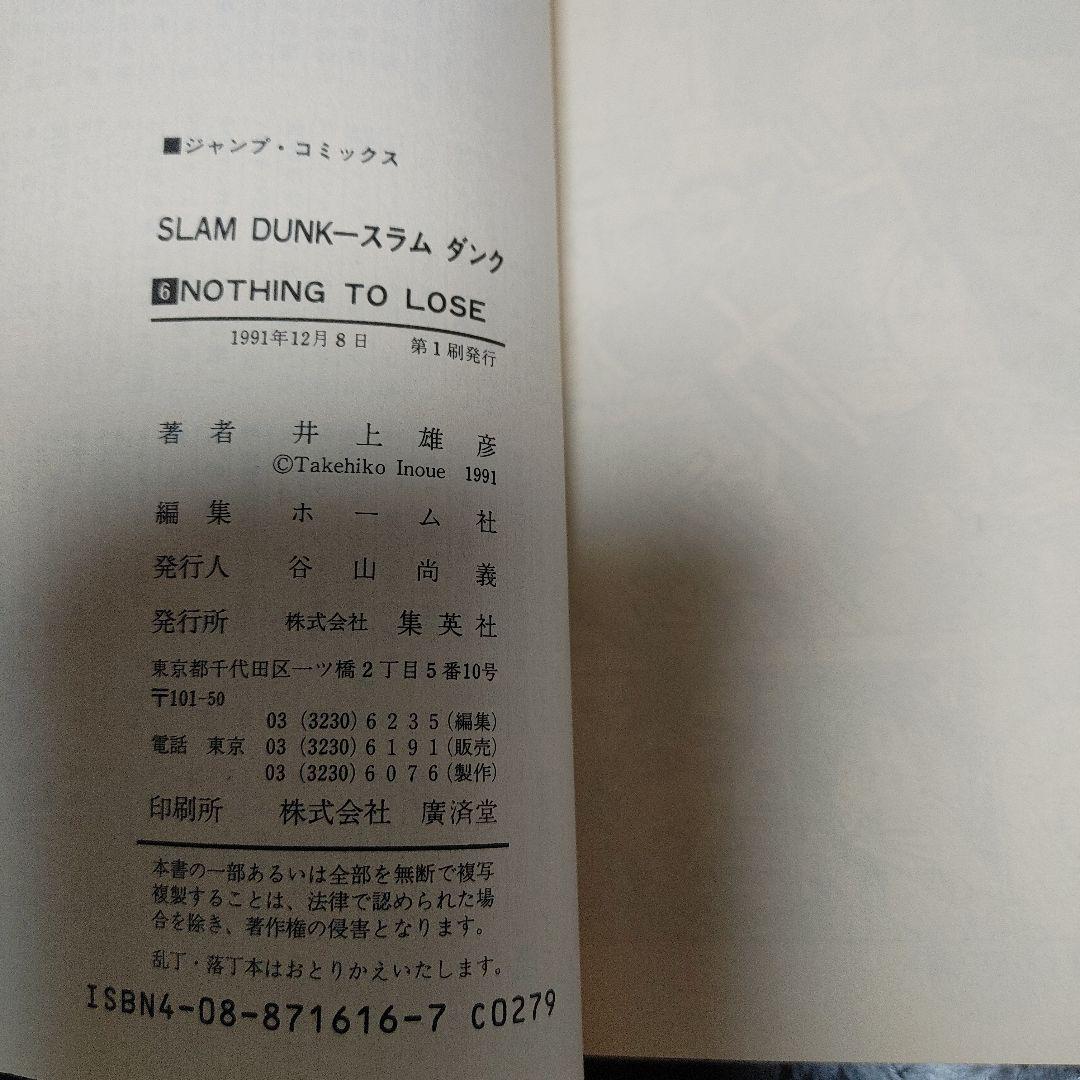 ■ジャンプ・コミックス
SLAM DUNKースラム ダンク
6 NOTHING TO LOSE
1991年12月8日 第1刷発行
著者 井上雄彦
©Takehiko Inoue 1991
編集 ホーム社
発行人 谷山尚義
発行所 株式会社 集英社
東京都千代田区一ツ橋2丁目5番10号
〒101-50
03 (3230) 6235 (編集)
電話 東京 03 (3230) 6191 (販売)
03 (3230) 6076 (製作)
印刷所 株式会社 廣済堂
本書の一部あるいは全部を無断で複写
複製することは、法律で認められた場
合を除き、著作権の侵害となります。
乱丁・落丁本はおとりかえいたします。
ISBN4-08-871616-7 C0279